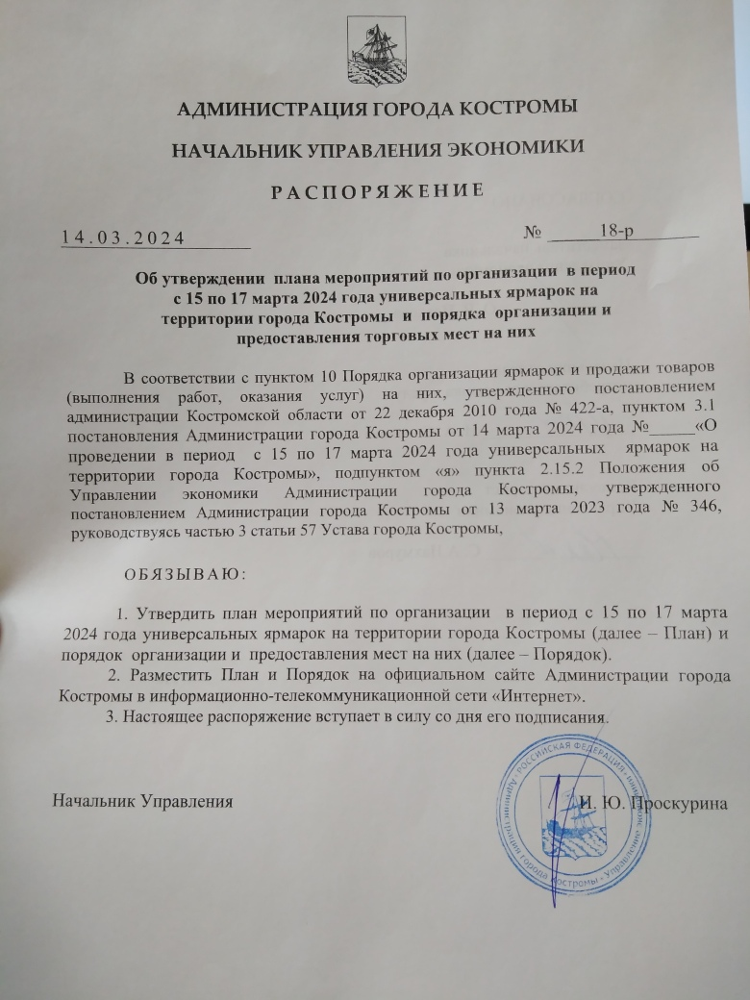 АДМИНИСТРАЦИЯ ГОРОДА КОСТРОМЫ
НАЧАЛЬНИК УПРАВЛЕНИЯ ЭКОНОМИКИ
РАСПОРЯЖЕНИЕ
14.03.2024 № 18-р
Об утверждении плана мероприятий по организации в период
с 15 по 17 марта 2024 года универсальных ярмарок на
территории города Костромы и порядка организации и
предоставления торговых мест на них
В соответствии с пунктом 10 Порядка организации ярмарок и продажи товаров
(выполнения работ, оказания услуг) на них, утвержденного постановлением
администрации Костромской области от 22 декабря 2010 года № 422-а, пунктом 3.1
постановления Администрации города Костромы от 14 марта 2024 года №_____«О
проведении в период с 15 по 17 марта 2024 года универсальных ярмарок на
территории города Костромы», подпунктом «я» пункта 2.15.2 Положения об
Управлении экономики Администрации города Костромы, утвержденного
постановлением Администрации города Костромы от 13 марта 2023 года № 346,
руководствуясь частью 3 статьи 57 Устава города Костромы,
ОБЯЗЫВАЮ:
1. Утвердить план мероприятий по организации в период с 15 по 17 марта
2024 года универсальных ярмарок на территории города Костромы (далее – План) и
порядок организации и предоставления мест на них (далее – Порядок).
2. Разместить План и Порядок на официальном сайте Администрации города
Костромы в информационно-телекоммуникационной сети «Интернет».
3. Настоящее распоряжение вступает в силу со дня его подписания.
Начальник Управления И. Ю. Проскурина
РОССИЙСКАЯ ФЕДЕРАЦИЯ
Администрация города Костромы
Управление экономики